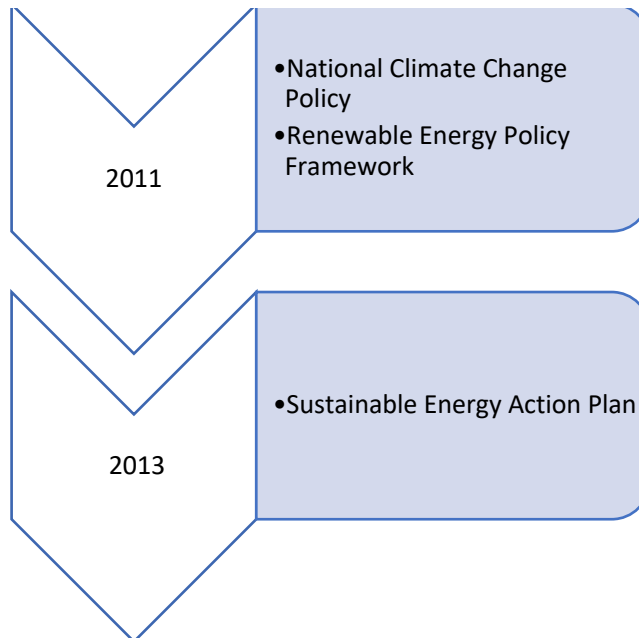 2011
•National Climate Change
Policy
•Renewable Energy Policy
Framework
2013
•Sustainable Energy Action Plan